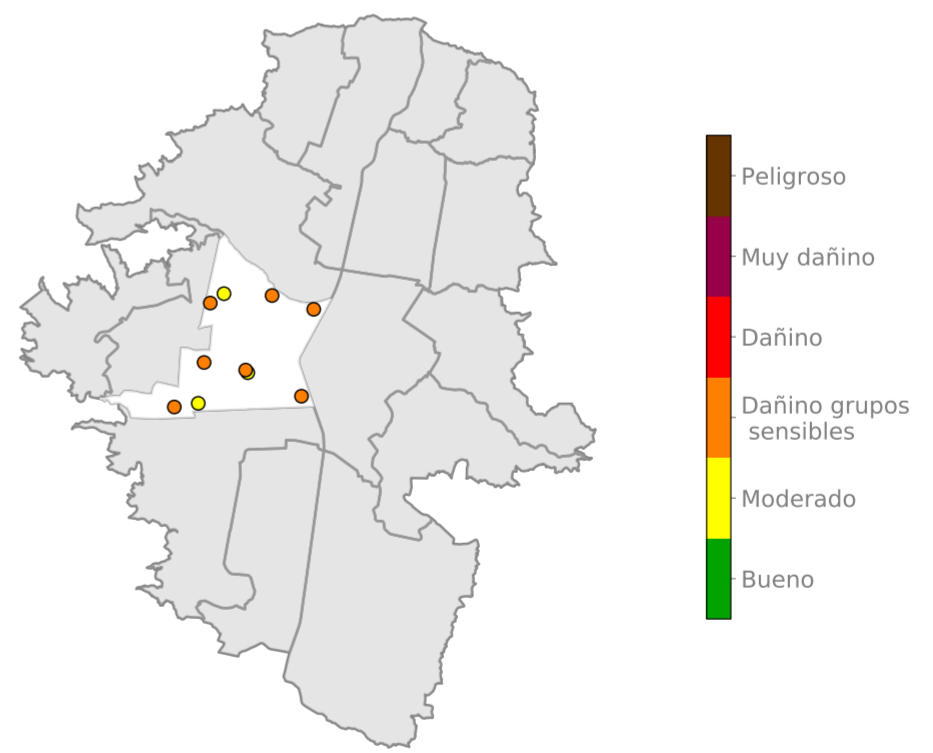 Peligroso
Muy dañino
Dañino
Dañino grupos
sensibles
Moderado
Bueno